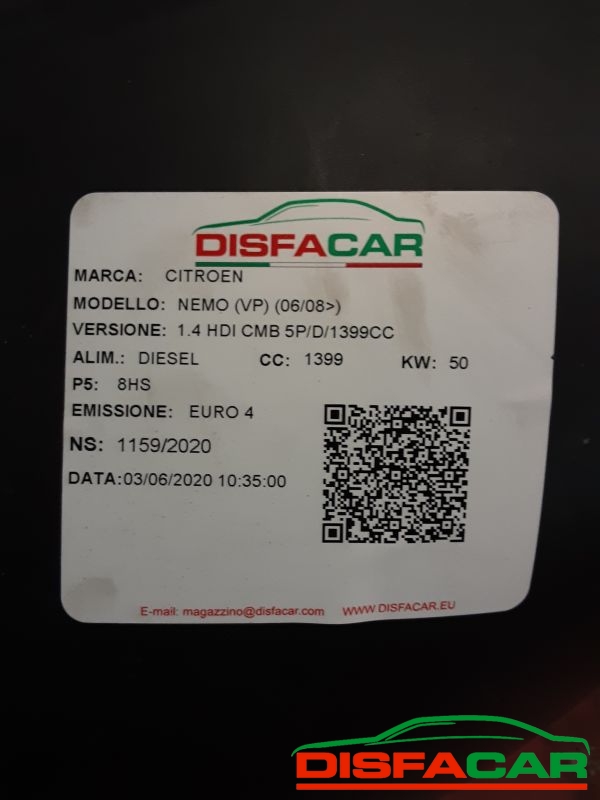 DISFACAR
MARCA: CITROEN
MODELLO: NEMO (VP) (06/08>)
VERSIONE: 1.4 HDI CMB 5P/D/1399CC
ALIM.: DIESEL CC: 1399 KW: 50
P5: 8HS
EMISSIONE: EURO 4
NS: 1159/2020
DATA:03/06/2020 10:35:00
E-mail: magazzino@disfacar.com WWW.DISFACAR.EU
DISFACAR